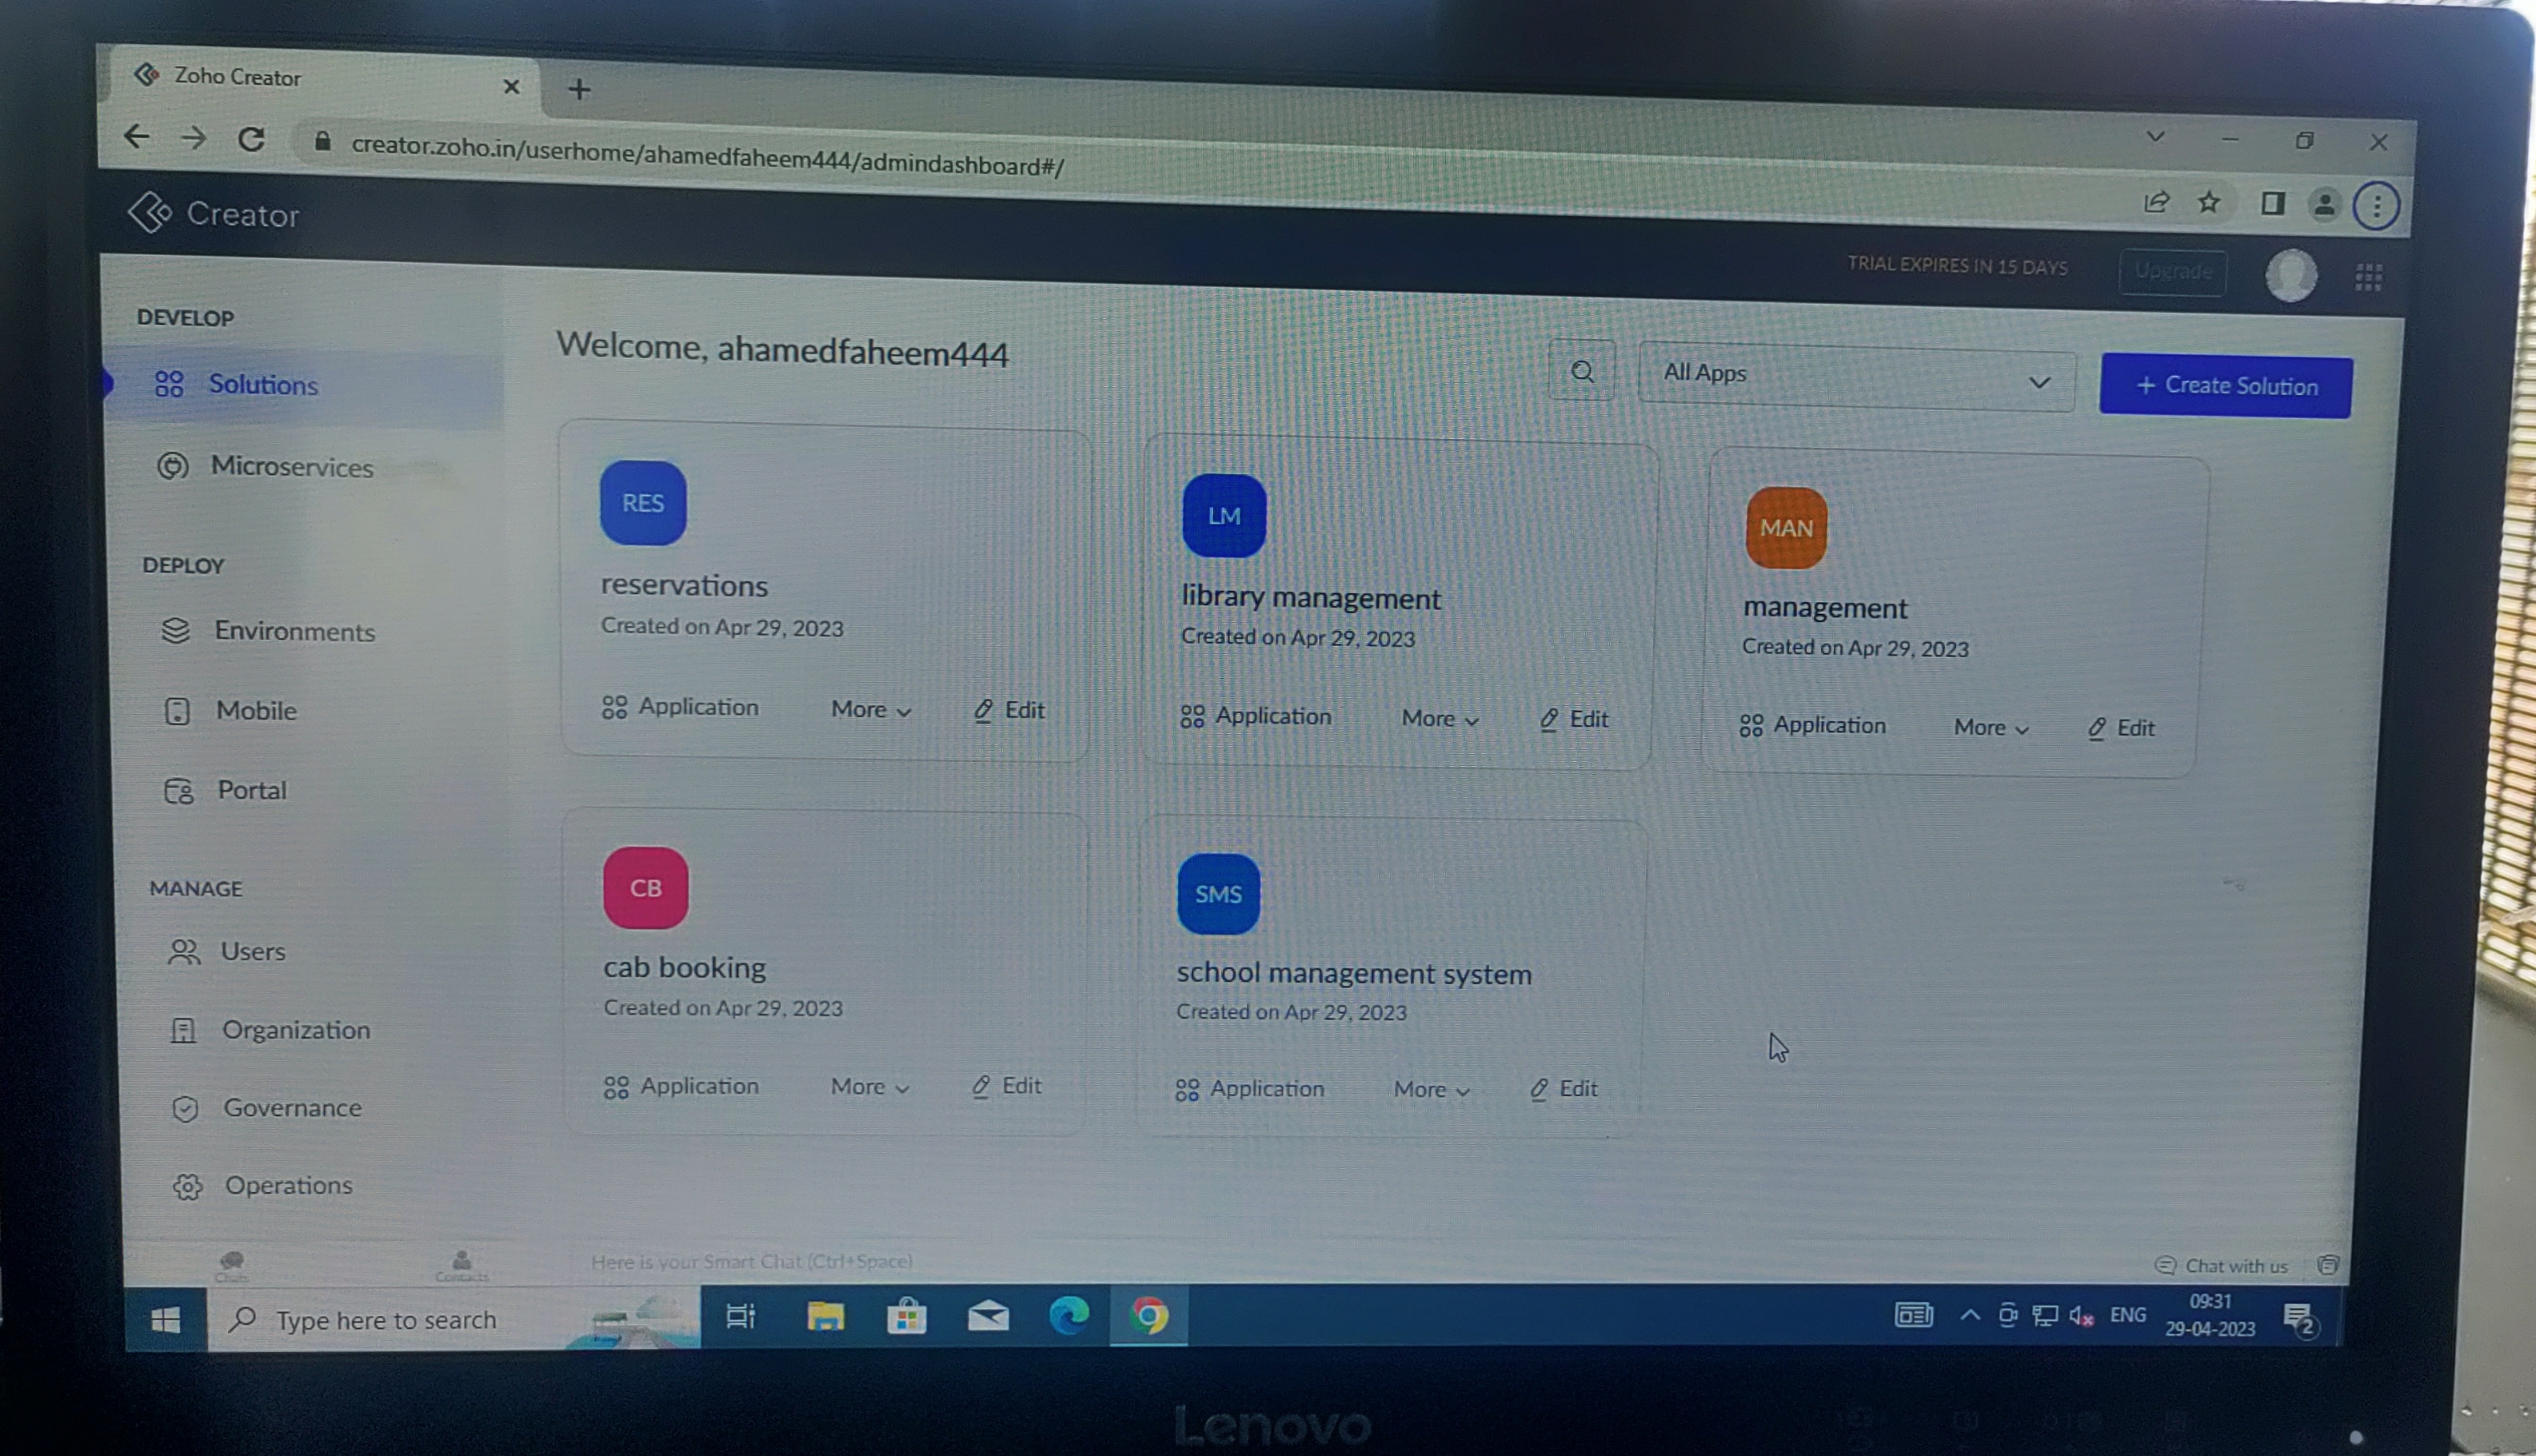 Zoho Creator
creator.zoho.in/userhome/ahamedfaheem444/admindashboard#/
Creator
TRIAL EXPIRES IN 15 DAYS
Upgrade
DEVELOP
Solutions
Microservices
DEPLOY
Environments
Mobile
Portal
MANAGE
Users
Organization
Governance
Operations
Welcome, ahamedfaheem444
All Apps
+ Create Solution
RES
reservations
Created on Apr 29, 2023
Application More Edit
LM
library management
Created on Apr 29, 2023
Application More Edit
MAN
management
Created on Apr 29, 2023
Application More Edit
CB
cab booking
Created on Apr 29, 2023
Application More Edit
SMS
school management system
Created on Apr 29, 2023
Application More Edit
Chats
Contacts
Here is your Smart Chat (Ctrl+Space)
Chat with us
Type here to search
ENG
09:31
29-04-2023
2
Lenovo